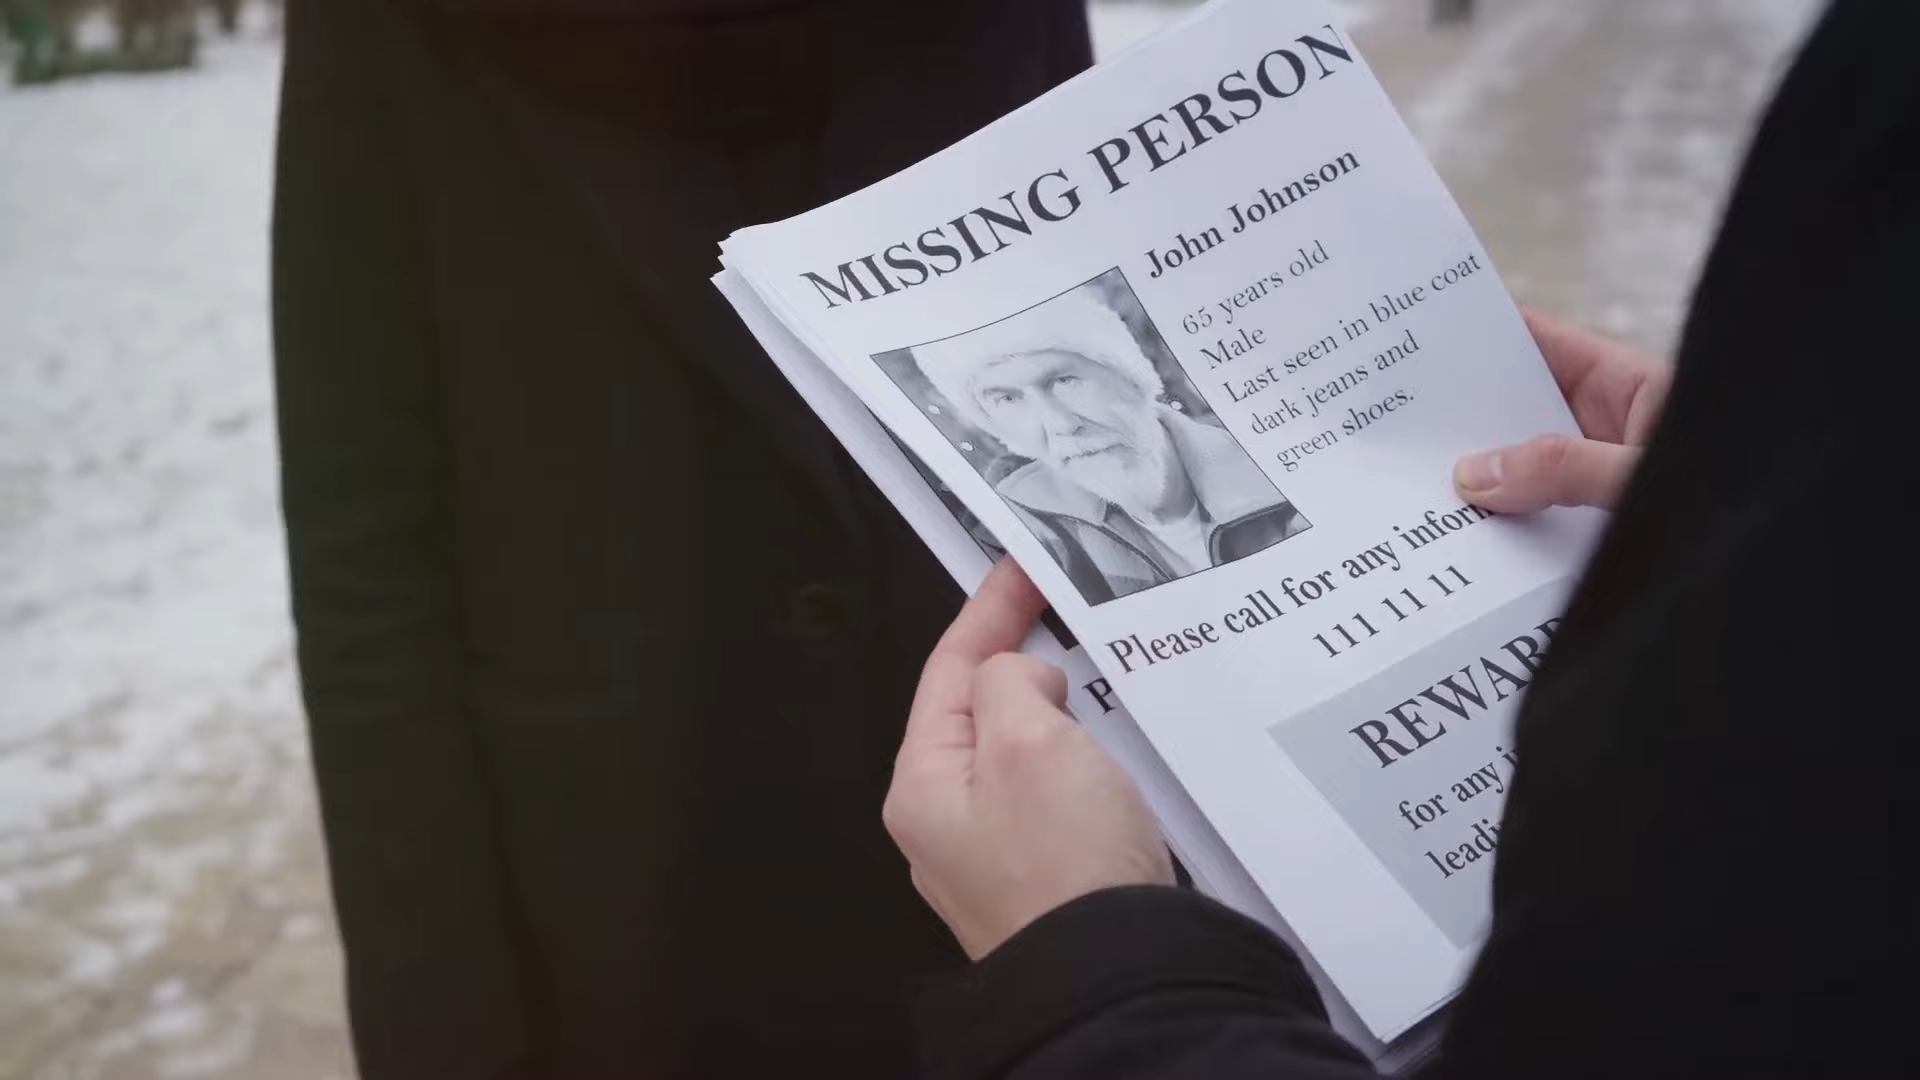 MISSING PERSON
John Johnson
65 years old
Male
Last seen in blue coat
dark jeans and
green shoes.
Please call for any inform
111 11 11
REWARD
for any
leadi
P